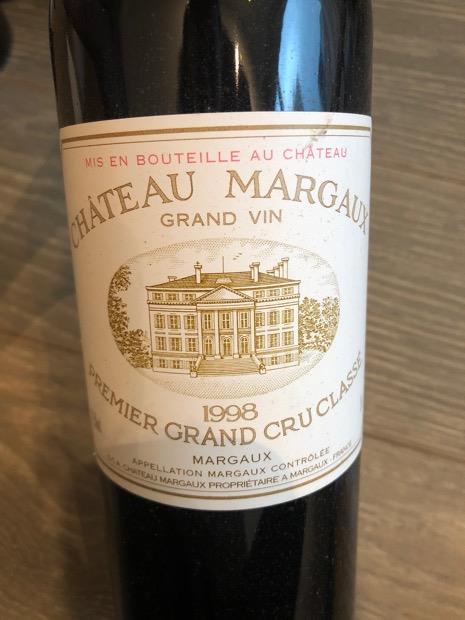 MIS EN BOUTEILLE AU CHÂTEAU
CHÂTEAU MARGAUX
GRAND VIN
1998
PREMIER GRAND CRU CLASSÉ
MARGAUX
APPELLATION MARGAUX CONTRÔLÉE
CHATEAU MARGAUX PROPRIÉTAIRE A MARGAUX - FRANCE